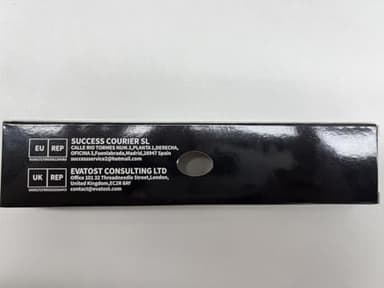 EU REP
SUCCESS COURIER SL
CALLE RIO TORMES NUM.1,PLANTA 1,DERECHA,
OFICINA 3,Fuenlabrada,Madrid,28947 Spain
successservice2@hotmail.com
UK REP
EVATOST CONSULTING LTD
Office 101 32 Threadneedle Street,London,
United Kingdom,EC2R 8AY
contact@evatost.com